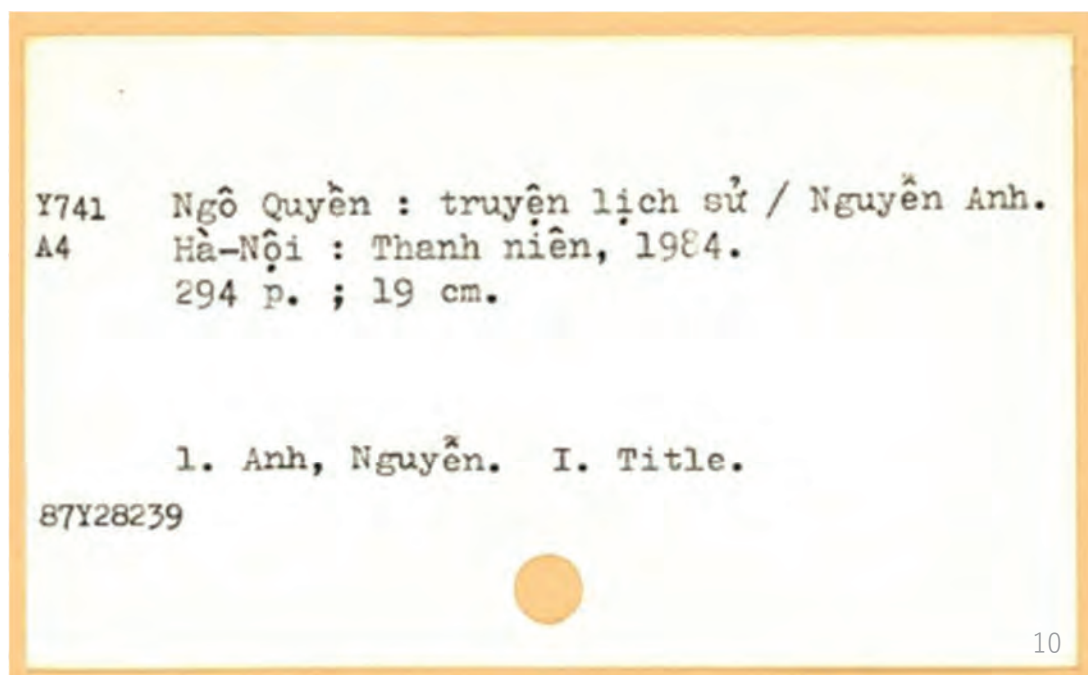 Y741 Ngô Quyền : truyện lịch sử / Nguyễn Anh.
A4 Hà-Nội : Thanh niên, 1984.
294 p. ; 19 cm.
1. Anh, Nguyễn. I. Title.
87Y28239
10